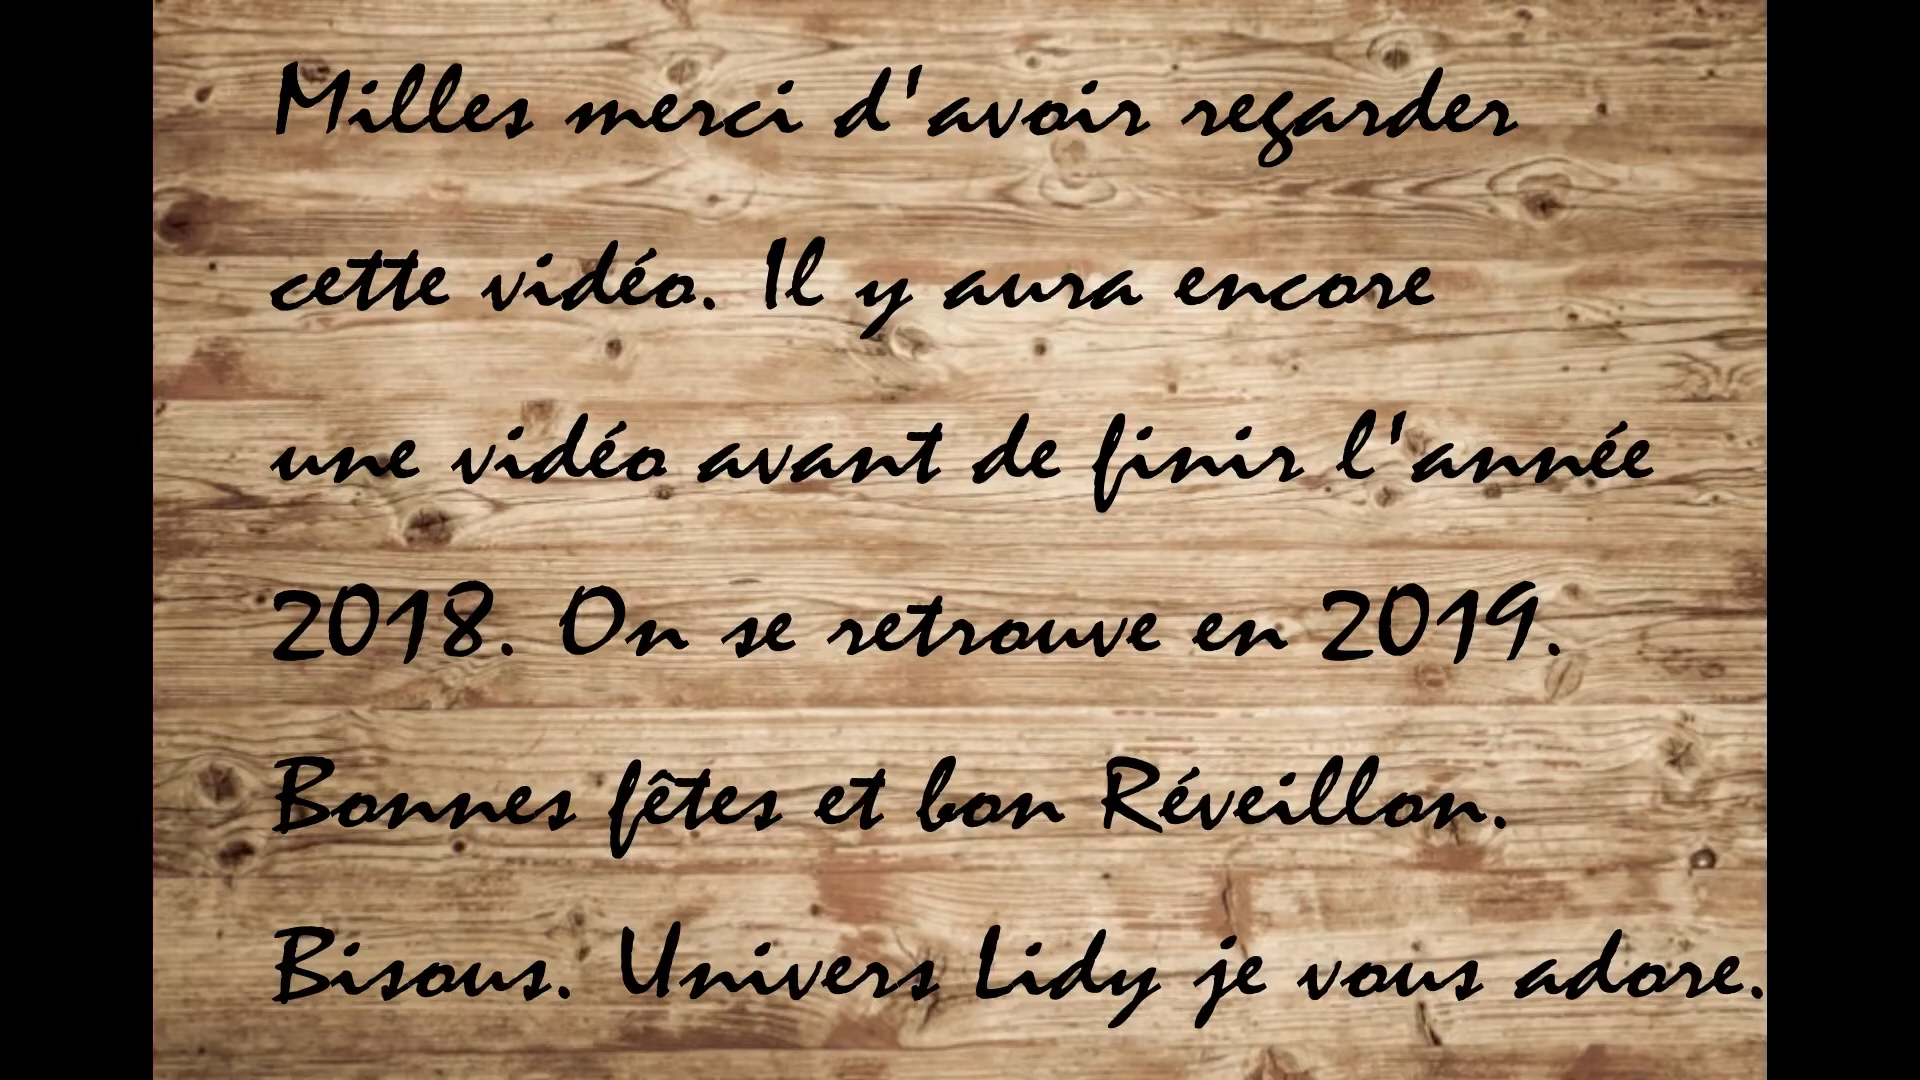 Milles merci d'avoir regarder
cette vidéo. Il y aura encore
une vidéo avant de finir l'année
2018. On se retrouve en 2019.
Bonnes fêtes et bon Réveillon.
Bisous. Univers Lidy je vous adore.